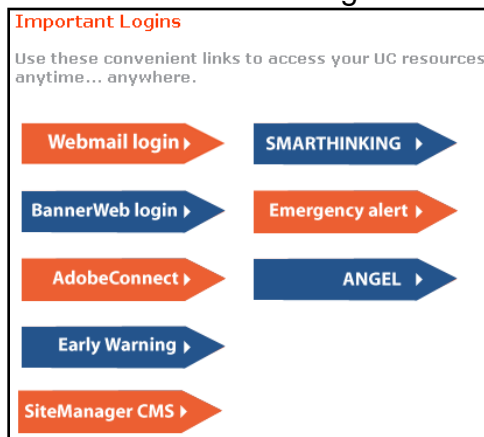 Important Logins
Use these convenient links to access your UC resources
anytime... anywhere.
Webmail login
SMARTHINKING
BannerWeb login
Emergency alert
AdobeConnect
ANGEL
Early Warning
SiteManager CMS